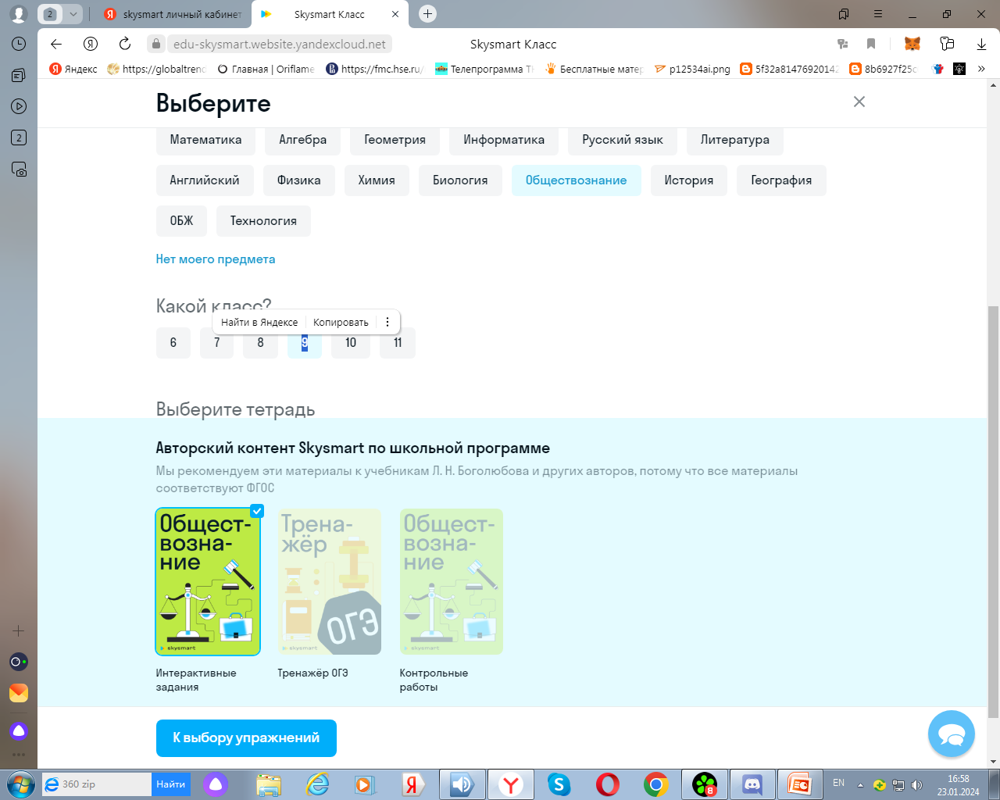 2
skysmart личный кабинет
Skysmart Класс
edu-skysmart.website.yandexcloud.net
Skysmart Класс
Яндекс
https://globaltrend
Главная | Oriflame
https://fmc.hse.ru/
Телепрограмма ТН
Бесплатные матер
p12534ai.png
5f32a81476920142
8b6927f25c
»
2
Выберите
Математика
Алгебра
Геометрия
Информатика
Русский язык
Литература
Английский
Физика
Химия
Биология
Обществознание
История
География
ОБЖ
Технология
Нет моего предмета
Какой класс?
Найти в Яндексе
Копировать
6
7
8
9
10
11
Выберите тетрадь
Авторский контент Skysmart по школьной программе
Мы рекомендуем эти материалы к учебникам Л. Н. Боголюбова и других авторов, потому что все материалы
соответствуют ФГОС
Общест-
возна-
ние
skysmart
Трена-
жёр
ОГЭ
skysmart
Общест-
возна-
ние
skysmart
Интерактивные
задания
Тренажёр ОГЭ
Контрольные
работы
К выбору упражнений
360 zip
Найти
EN
16:58
23.01.2024